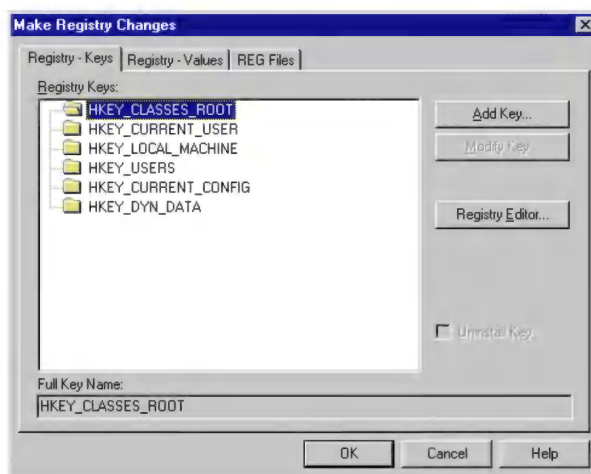 Make Registry Changes
Registry - Keys Registry - Values REG Files
Registry Keys:
HKEY_CLASSES_ROOT
HKEY_CURRENT_USER
HKEY_LOCAL_MACHINE
HKEY_USERS
HKEY_CURRENT_CONFIG
HKEY_DYN_DATA
Add Key...
Modify Key
Registry Editor...
Uninstall Key
Full Key Name:
HKEY_CLASSES_ROOT
OK Cancel Help